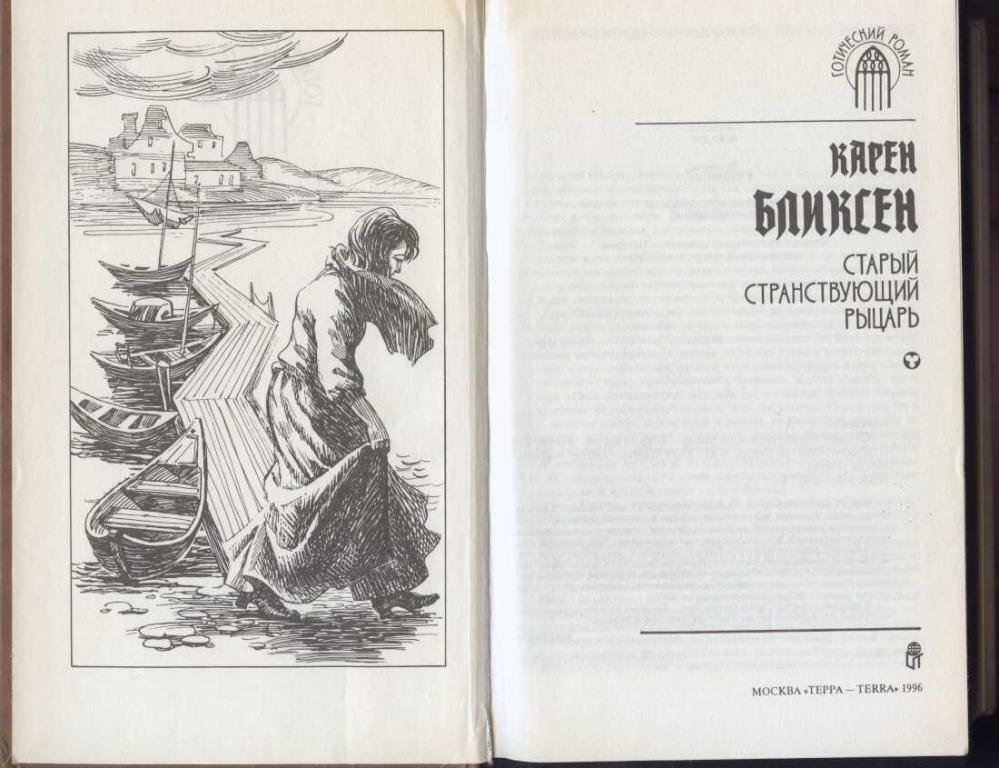 ГОТИЧЕСКИЙ РОМАН
КАРЕН
БЛИКСЕН
СТАРЫЙ
СТРАНСТВУЮЩИЙ
РЫЦАРЬ
МОСКВА «ТЕРРА — TERRA» 1996